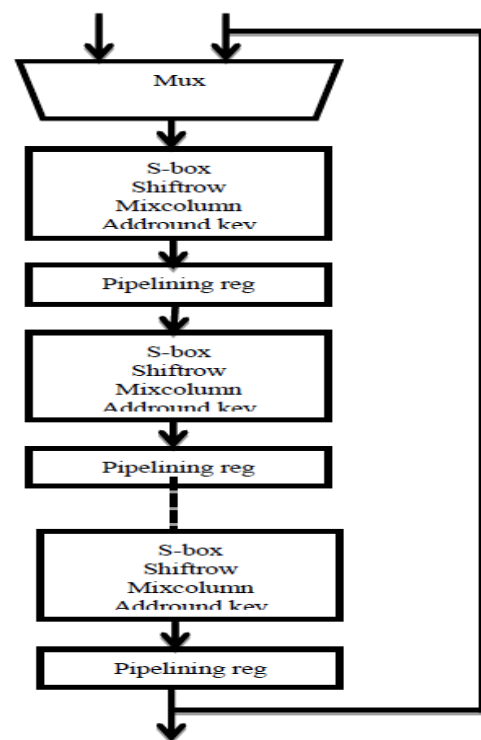 Mux
S-box
Shiftrow
Mixcolumn
Addround key
Pipelining reg
S-box
Shiftrow
Mixcolumn
Addround key
Pipelining reg
S-box
Shiftrow
Mixcolumn
Addround key
Pipelining reg